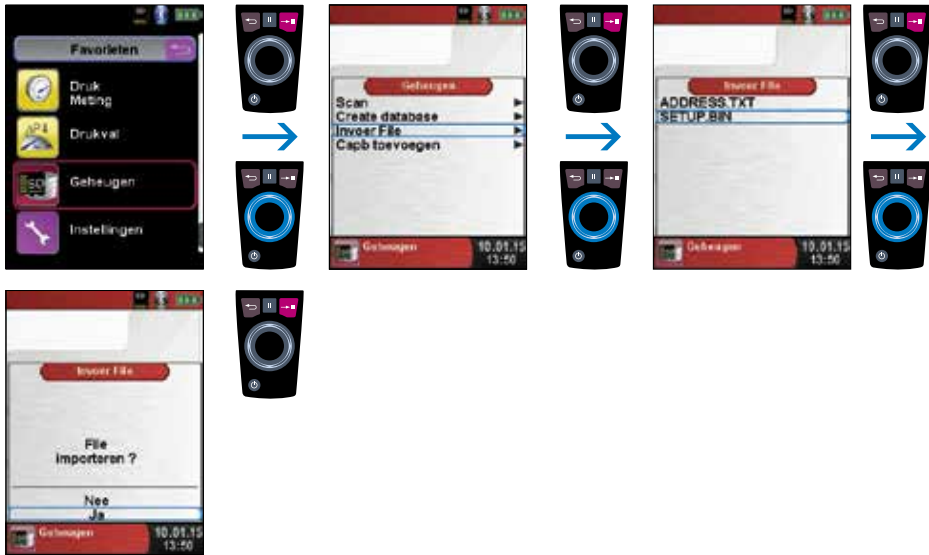 Favorieten
Druk
Meting
Drukval
Geheugen
Instellingen
Geheugen
Scan
Create database
Invoer File
Capb toevoegen
Geheugen
10.01.15
13:50
Invoer File
ADDRESS.TXT
SETUP.BIN
Geheugen
10.01.15
13:50
Invoer File
File
importeren ?
Nee
Ja
Geheugen
10.01.15
13:50